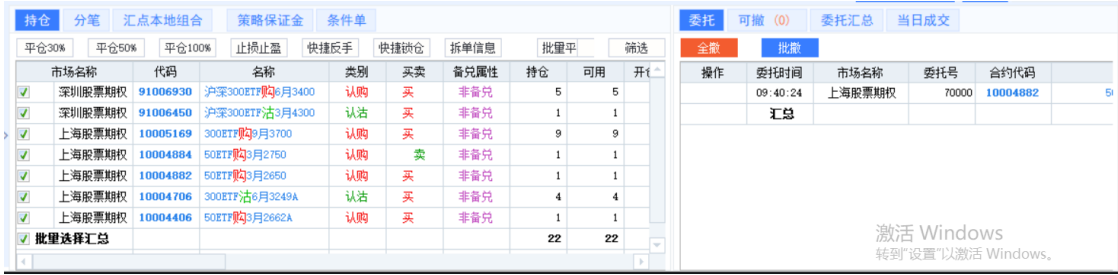 持仓 分笔 汇点本地组合 策略保证金 条件单
平仓30% 平仓50% 平仓100% 止损止盈 快捷反手 快捷锁仓 拆单信息 批量平 筛选
市场名称 代码 名称 类别 买卖 备兑属性 持仓 可用
深圳股票期权 91006930 沪深300ETF购6月3400 认购 买 非备兑 5 5
深圳股票期权 91006450 沪深300ETF沽3月4300 认沽 买 非备兑 1 1
上海股票期权 10005169 300ETF购9月3700 认购 买 非备兑 9 9
上海股票期权 10004884 50ETF购3月2750 认购 卖 非备兑 1 1
上海股票期权 10004882 50ETF购3月2650 认购 买 非备兑 1 1
上海股票期权 10004706 300ETF沽6月3249A 认沽 买 非备兑 4 4
上海股票期权 10004406 50ETF购3月2662A 认购 买 非备兑 1 1
批里选择汇总 22 22
委托 可撤 (0) 委托汇总 当日成交
全撤 批撤
操作 委托时间 市场名称 委托号 合约代码
09:40:24 上海股票期权 70000 10004882
汇总
激活 Windows
转到"设置"以激活 Windows。